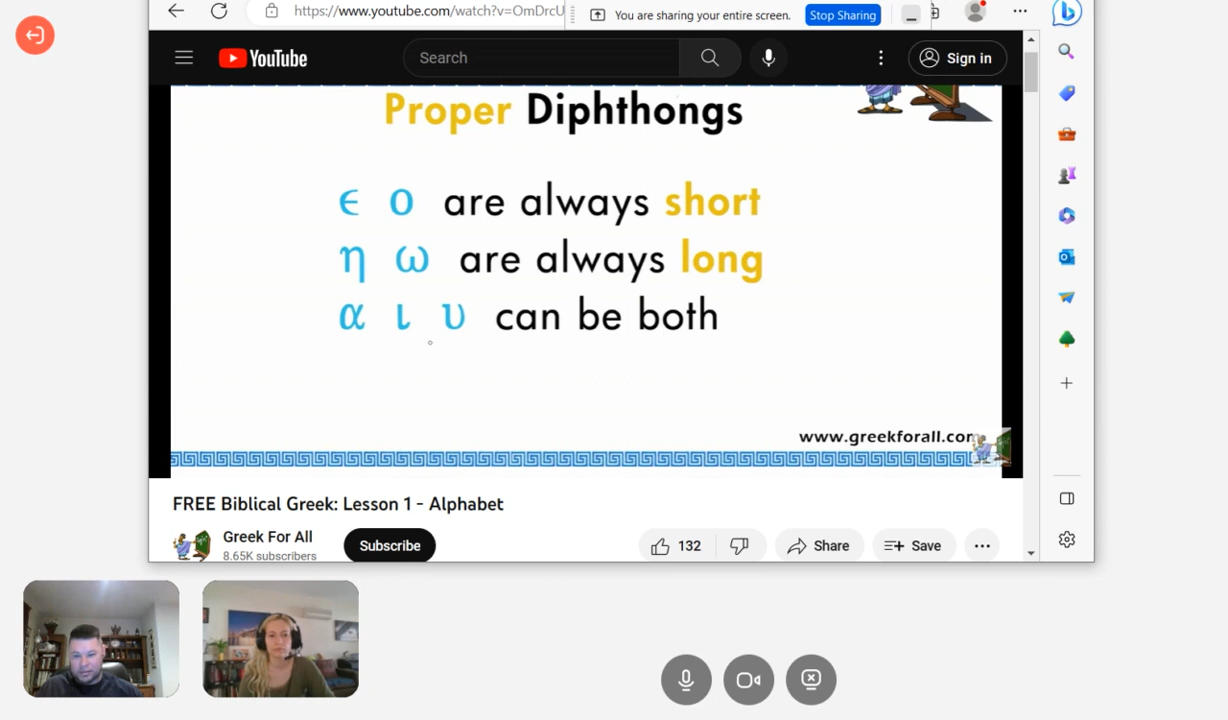 https://www.youtube.com/watch?v=OmDrcU
You are sharing your entire screen.
Stop Sharing
YouTube
Search
Sign in
Proper Diphthongs
ϵ ο are always short
η ω are always long
α ι υ can be both
www.greekforall.com
FREE Biblical Greek: Lesson 1 - Alphabet
Greek For All
8.65K subscribers
Subscribe
132
Share
Save